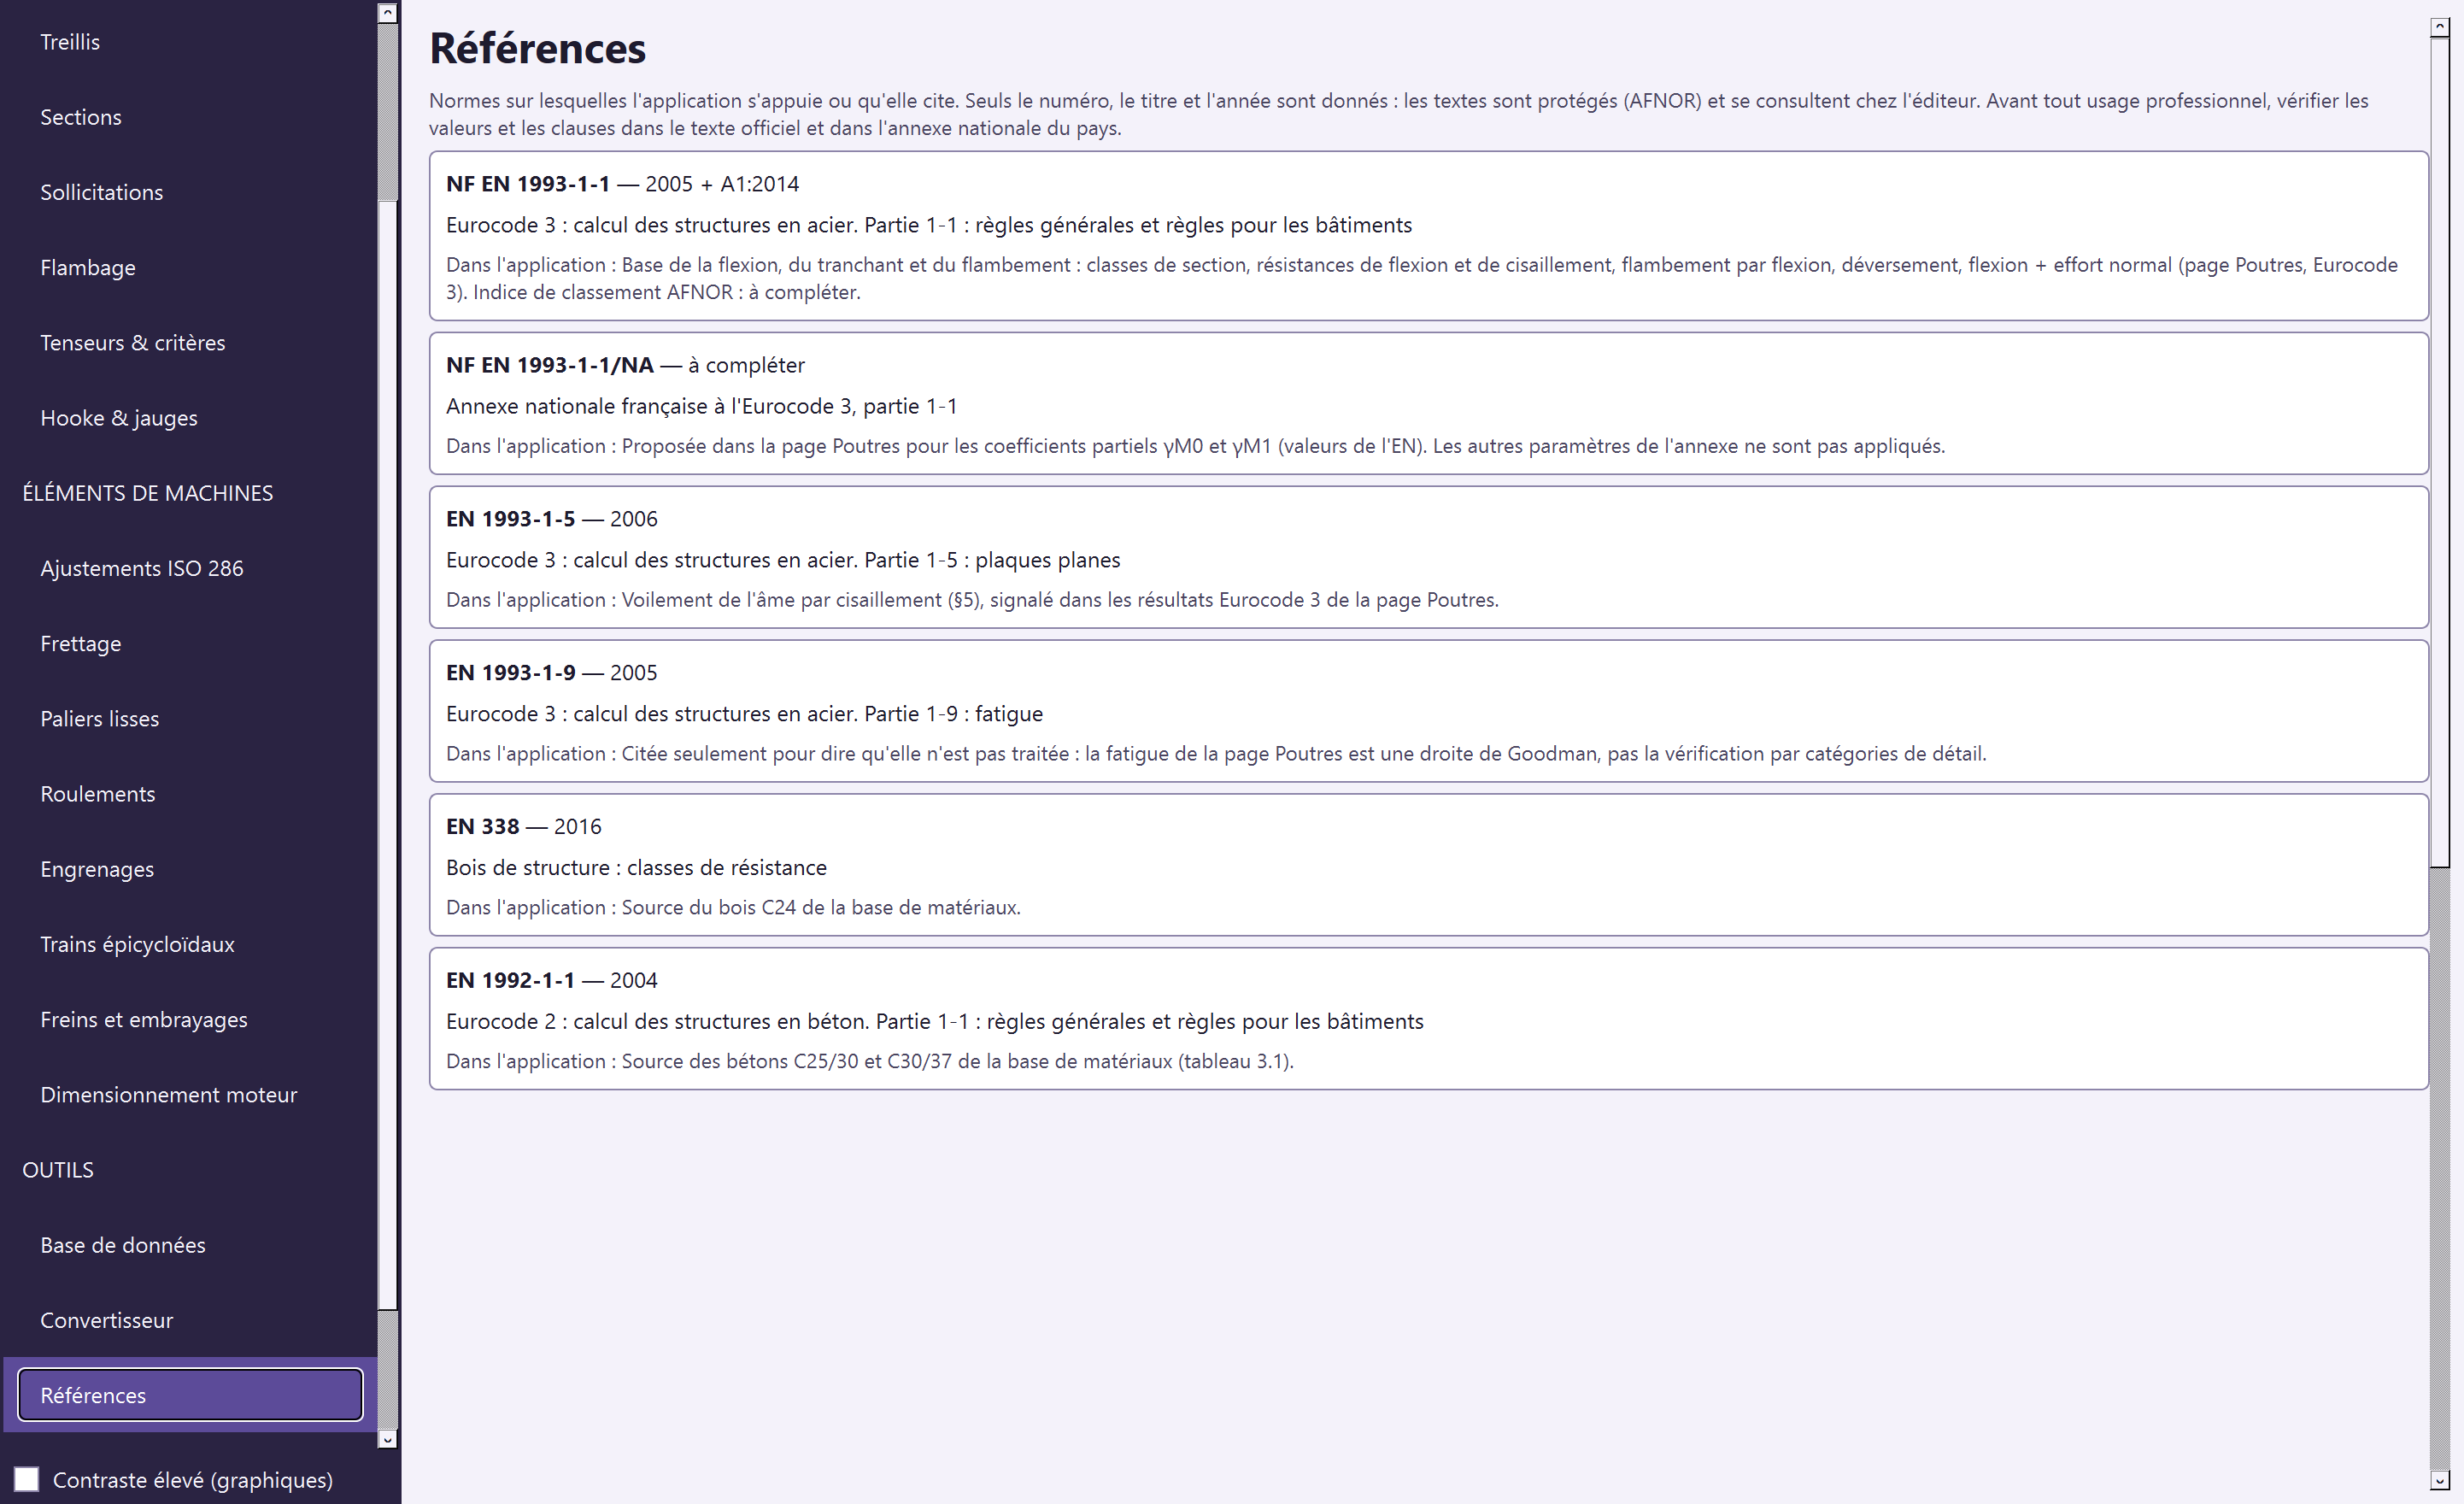 Treillis
Sections
Sollicitations
Flambage
Tenseurs & critères
Hooke & jauges
ÉLÉMENTS DE MACHINES
Ajustements ISO 286
Frettage
Paliers lisses
Roulements
Engrenages
Trains épicycloïdaux
Freins et embrayages
Dimensionnement moteur
OUTILS
Base de données
Convertisseur
Références
Contraste élevé (graphiques)
Références
Normes sur lesquelles l'application s'appuie ou qu'elle cite. Seuls le numéro, le titre et l'année sont donnés : les textes sont protégés (AFNOR) et se consultent chez l'éditeur. Avant tout usage professionnel, vérifier les
valeurs et les clauses dans le texte officiel et dans l'annexe nationale du pays.
NF EN 1993-1-1 — 2005 + A1:2014
Eurocode 3 : calcul des structures en acier. Partie 1-1 : règles générales et règles pour les bâtiments
Dans l'application : Base de la flexion, du tranchant et du flambement : classes de section, résistances de flexion et de cisaillement, flambement par flexion, déversement, flexion + effort normal (page Poutres, Eurocode
3). Indice de classement AFNOR : à compléter.
NF EN 1993-1-1/NA — à compléter
Annexe nationale française à l'Eurocode 3, partie 1-1
Dans l'application : Proposée dans la page Poutres pour les coefficients partiels γM0 et γM1 (valeurs de l'EN). Les autres paramètres de l'annexe ne sont pas appliqués.
EN 1993-1-5 — 2006
Eurocode 3 : calcul des structures en acier. Partie 1-5 : plaques planes
Dans l'application : Voilement de l'âme par cisaillement (§5), signalé dans les résultats Eurocode 3 de la page Poutres.
EN 1993-1-9 — 2005
Eurocode 3 : calcul des structures en acier. Partie 1-9 : fatigue
Dans l'application : Citée seulement pour dire qu'elle n'est pas traitée : la fatigue de la page Poutres est une droite de Goodman, pas la vérification par catégories de détail.
EN 338 — 2016
Bois de structure : classes de résistance
Dans l'application : Source du bois C24 de la base de matériaux.
EN 1992-1-1 — 2004
Eurocode 2 : calcul des structures en béton. Partie 1-1 : règles générales et règles pour les bâtiments
Dans l'application : Source des bétons C25/30 et C30/37 de la base de matériaux (tableau 3.1).